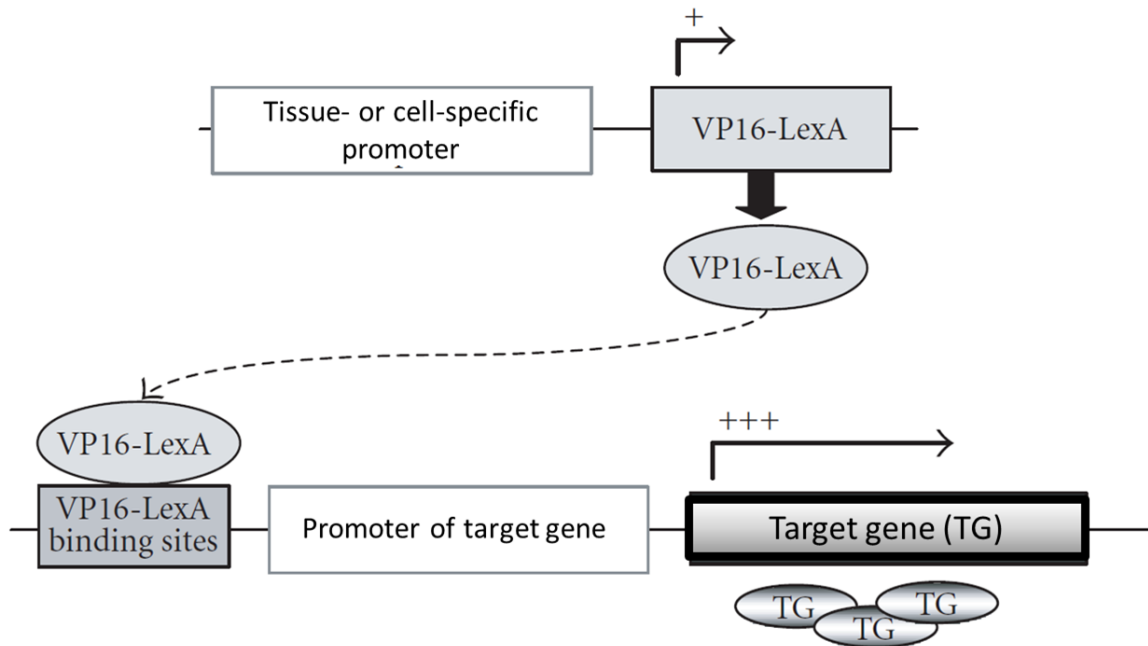 +
Tissue- or cell-specific
promoter
VP16-LexA
VP16-LexA
VP16-LexA
VP16-LexA
binding sites
Promoter of target gene
+++
Target gene (TG)
TG
TG
TG